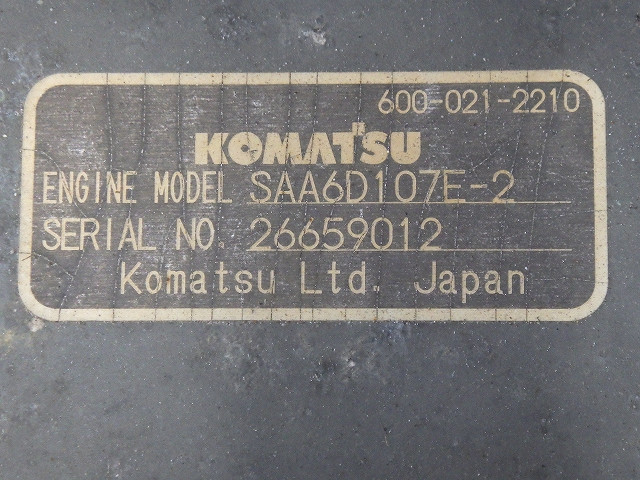 600-021-2210
KOMATSU
ENGINE MODEL SAA6D107E-2
SERIAL NO. 26659012
Komatsu Ltd. Japan